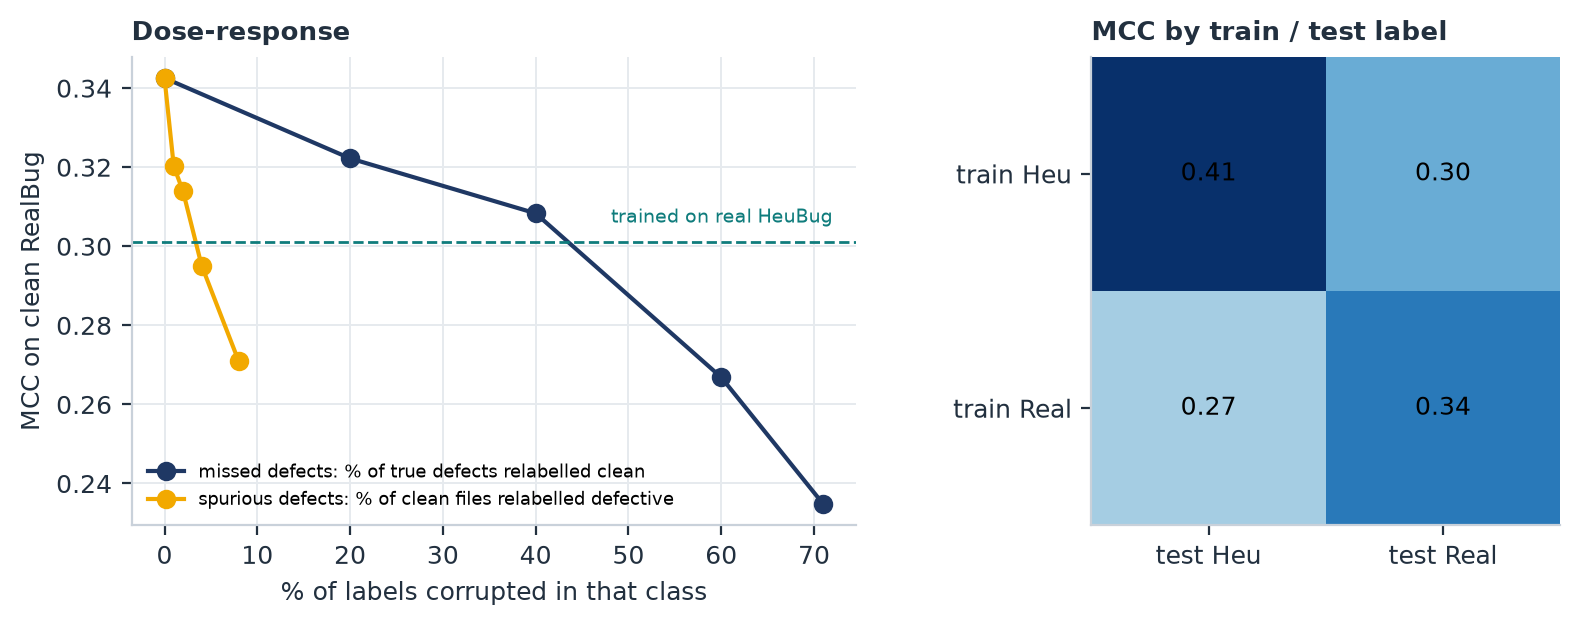 Dose-response
MCC on clean RealBug
0.34
0.32
0.30
0.28
0.26
0.24
trained on real HeuBug
missed defects: % of true defects relabelled clean
spurious defects: % of clean files relabelled defective
0 10 20 30 40 50 60 70
% of labels corrupted in that class
MCC by train / test label
train Heu 0.41 0.30
train Real 0.27 0.34
test Heu test Real